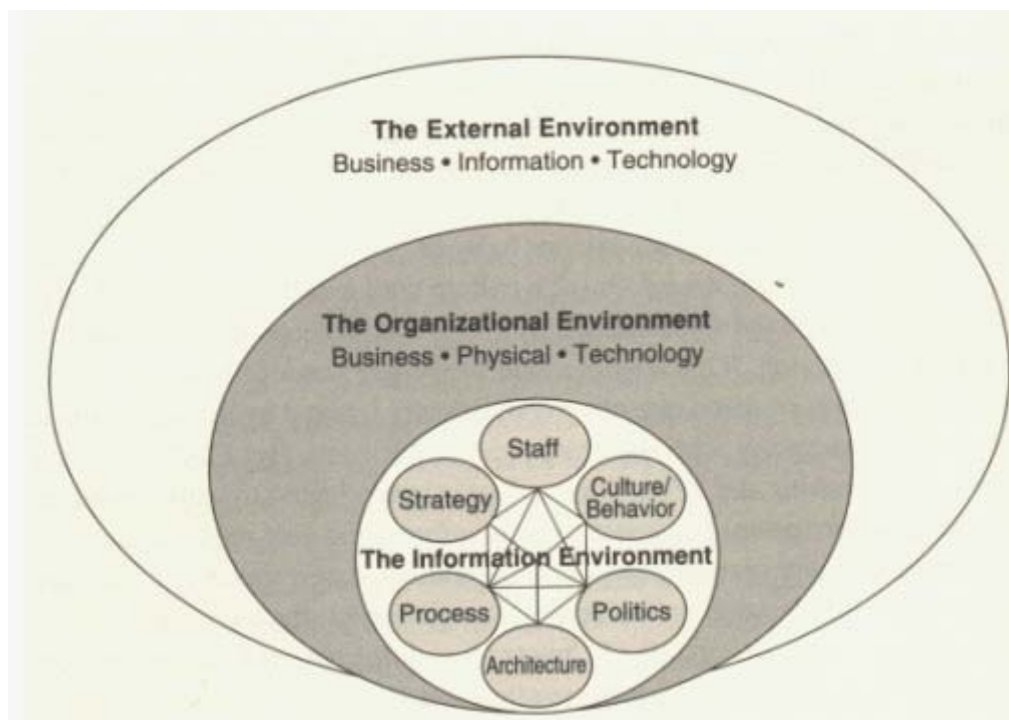 The External Environment
Business • Information • Technology
The Organizational Environment
Business • Physical • Technology
Staff
Strategy
Culture/
Behavior
The Information Environment
Process
Politics
Architecture